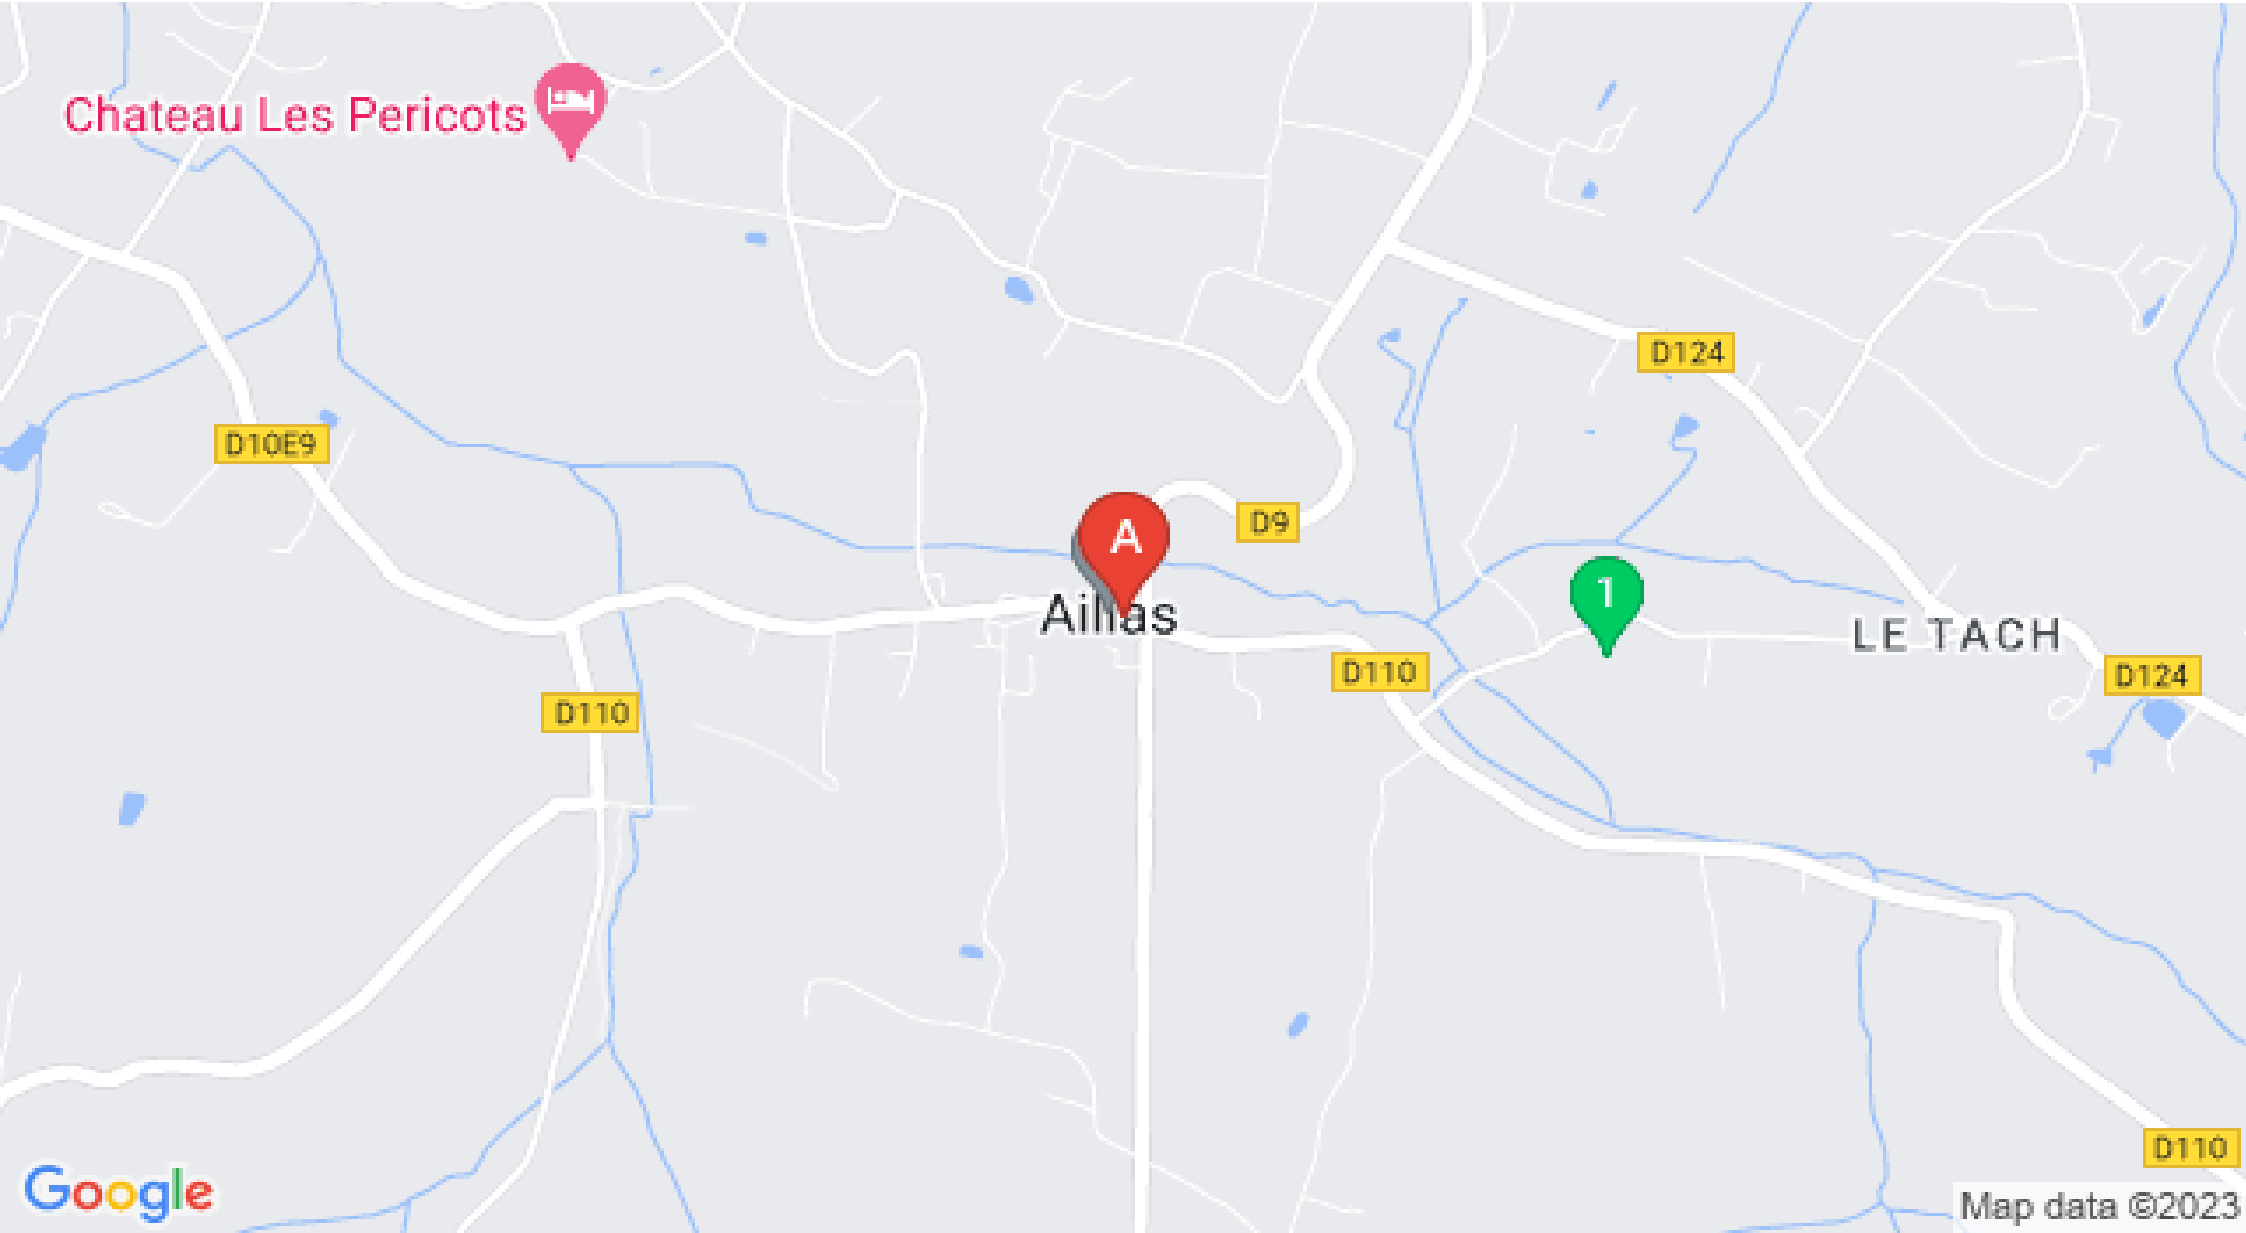 Chateau Les Pericots
D124
D10E9
D9
A
1
Aillas
LE TACH
D110
D124
D110
D110
Google
Map data ©2023